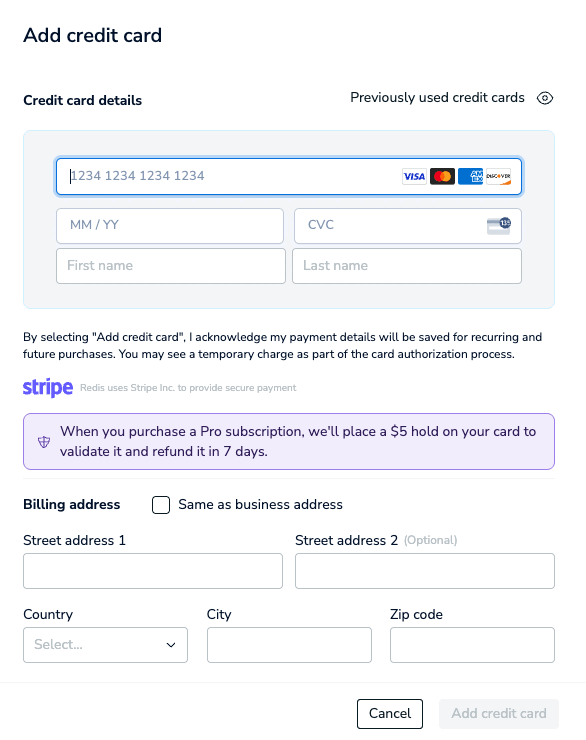 Add credit card
Credit card details
Previously used credit cards
1234 1234 1234 1234
VISA
AM EX
DISCOVER
MM / YY
CVC
135
First name
Last name
By selecting "Add credit card", I acknowledge my payment details will be saved for recurring and
future purchases. You may see a temporary charge as part of the card authorization process.
stripe Redis uses Stripe Inc. to provide secure payment
When you purchase a Pro subscription, we'll place a $5 hold on your card to
validate it and refund it in 7 days.
Billing address
Same as business address
Street address 1
Street address 2 (Optional)
Country
City
Zip code
Select...
Cancel
Add credit card